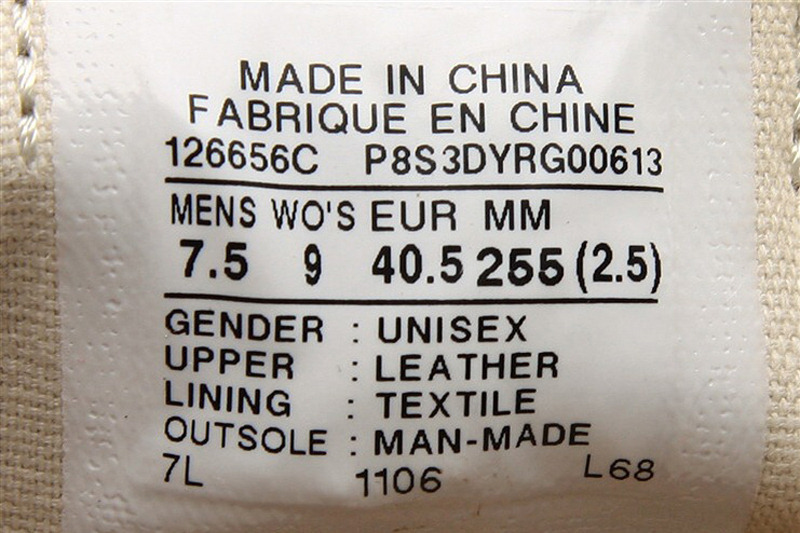 MADE IN CHINA
FABRIQUE EN CHINE
126656C P8S3DYRG00613
MENS WO'S EUR MM
7.5 9 40.5 255 (2.5)
GENDER : UNISEX
UPPER : LEATHER
LINING : TEXTILE
OUTSOLE : MAN-MADE
7L 1106 L68